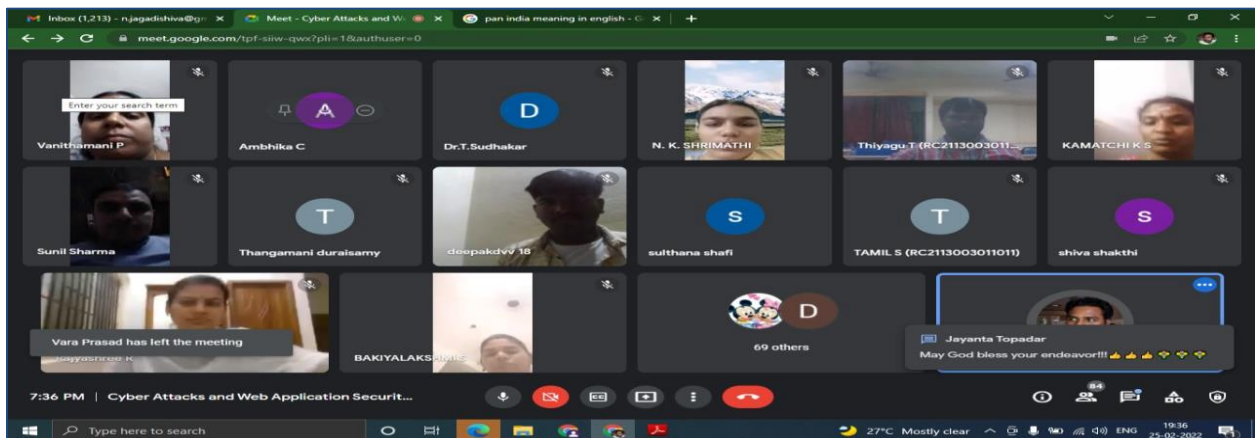 Inbox (1,213) - n.jagadishiva@gm
Meet - Cyber Attacks and We
pan india meaning in english - G
meet.google.com/tpf-siiw-qwx?pli=1&authuser=0
Enter your search term
Vanithamani P
A
Ambhika C
D
Dr.T.Sudhakar
N. K. SHRIMATHI
Thiyagu T (RC2113003011...
KAMATCHI K S
Sunil Sharma
T
Thangamani duraisamy
deepakdvv 18
S
sulthana shafi
T
TAMIL S (RC2113003011011)
S
shiva shakthi
Vara Prasad has left the meeting
Rajyashree R
D
69 others
Jayanta Topadar
May God bless your endeavor!!!👍👍👍💐💐💐
84
7:36 PM | Cyber Attacks and Web Application Securit...
Type here to search
27°C Mostly clear
ENG
19:36
25-02-2022